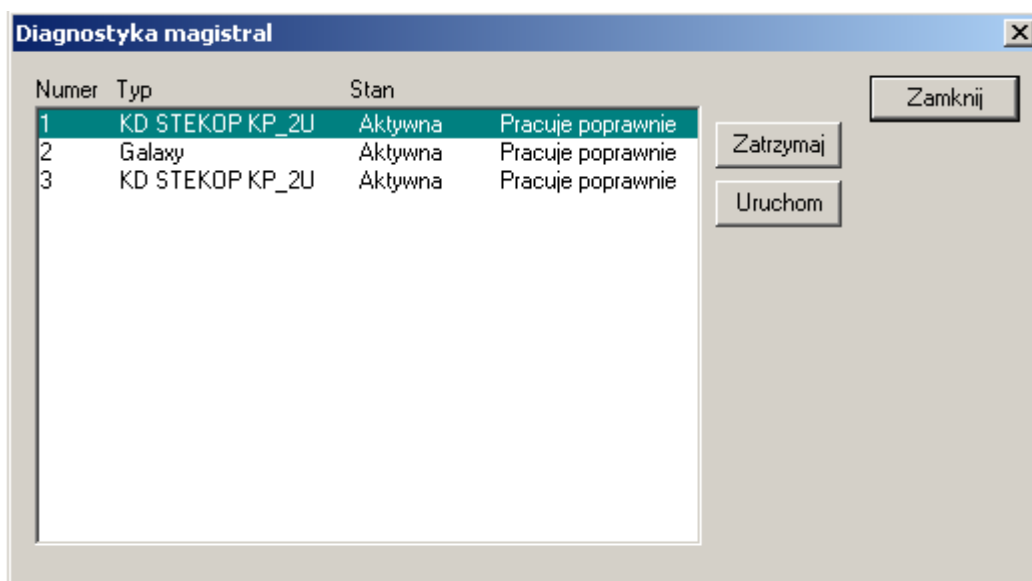 Diagnostyka magistral
Numer Typ Stan
1 KD STEKOP KP_2U Aktywna Pracuje poprawnie
2 Galaxy Aktywna Pracuje poprawnie
3 KD STEKOP KP_2U Aktywna Pracuje poprawnie
Zamknij
Zatrzymaj
Uruchom